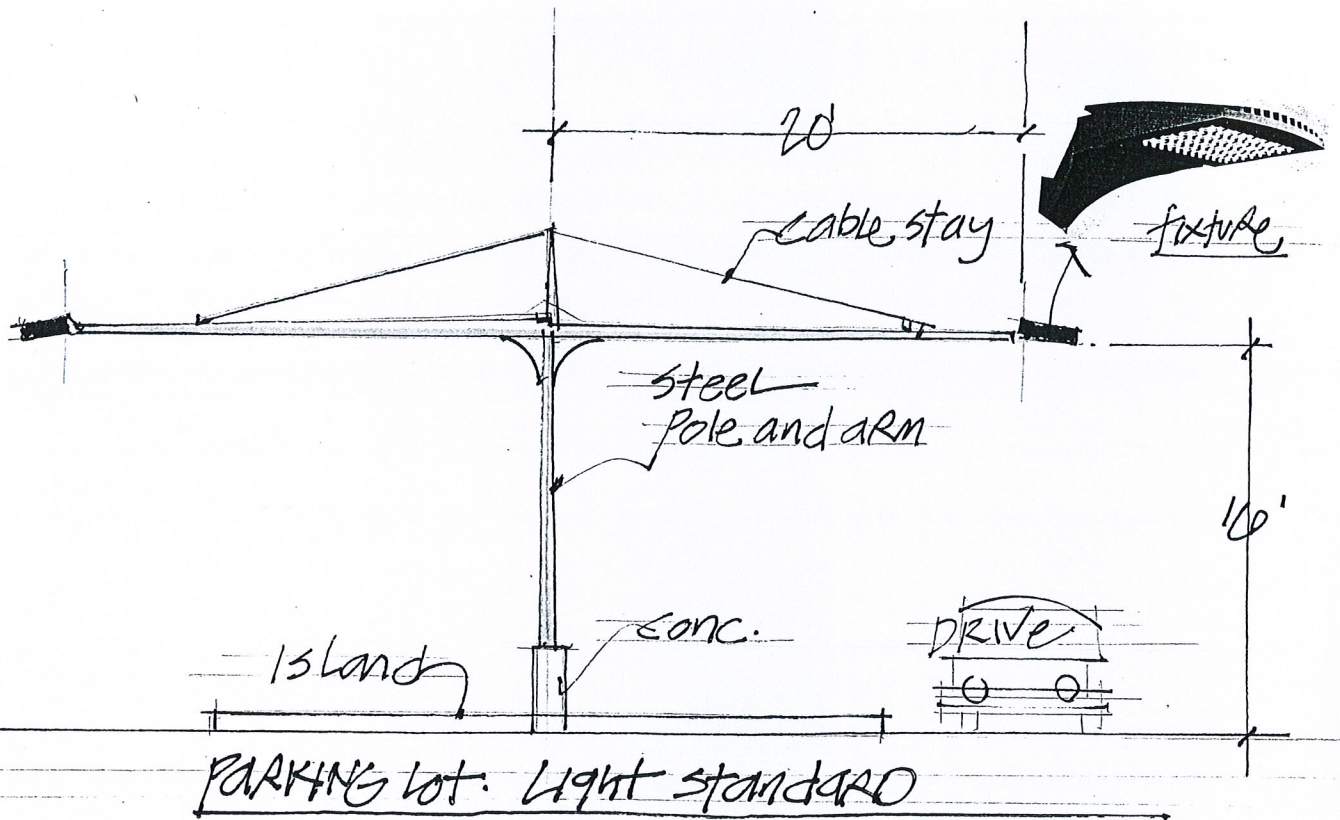 20'
cable stay
fixture
steel
pole and arm
16'
conc.
DRIVE
Island
PARKING Lot. Light standard